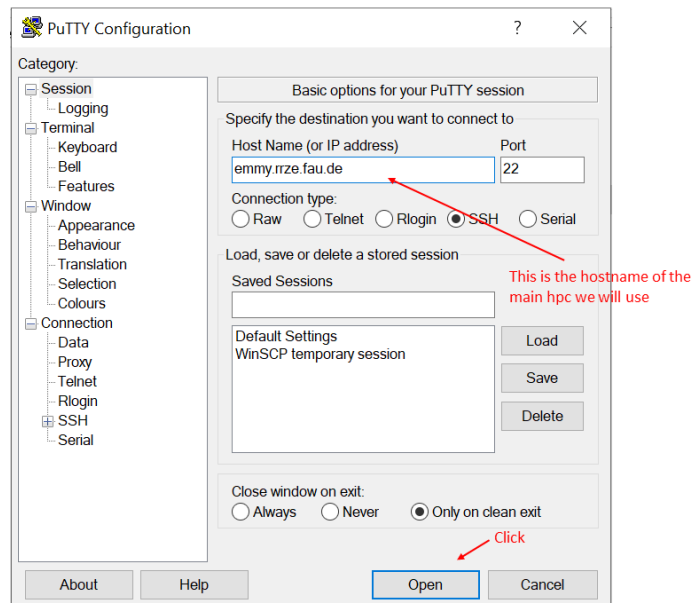 PuTTY Configuration
?
Category:
Session
Logging
Terminal
Keyboard
Bell
Features
Window
Appearance
Behaviour
Translation
Selection
Colours
Connection
Data
Proxy
Telnet
Rlogin
SSH
Serial
Basic options for your PuTTY session
Specify the destination you want to connect to
Host Name (or IP address) Port
emmy.rrze.fau.de 22
Connection type:
Raw Telnet Rlogin SSH Serial
Load, save or delete a stored session
Saved Sessions
Default Settings
WinSCP temporary session
Load
Save
Delete
This is the hostname of the
main hpc we will use
Close window on exit:
Always Never Only on clean exit
Click
About Help Open Cancel